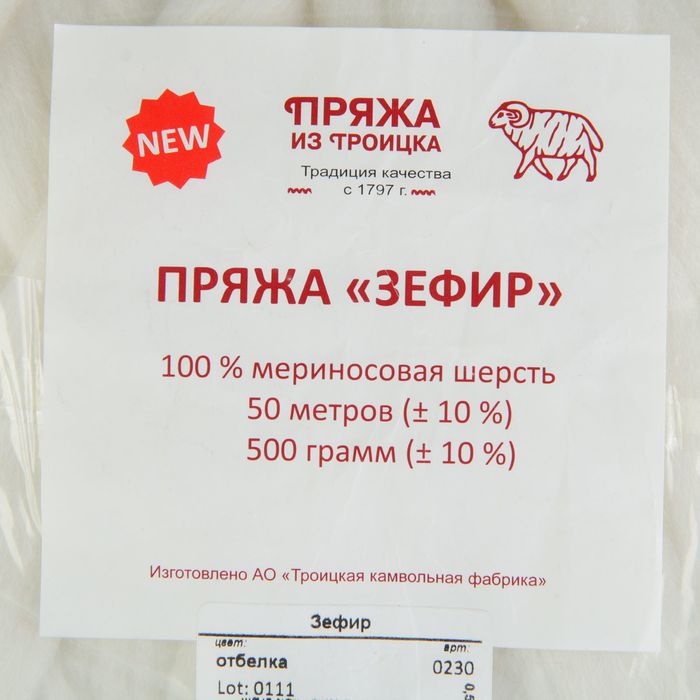 NEW
ПРЯЖА
ИЗ ТРОИЦКА
Традиция качества
с 1797 г.
ПРЯЖА «ЗЕФИР»
100 % мериносовая шерсть
50 метров (± 10 %)
500 грамм (± 10 %)
Изготовлено АО «Троицкая камвольная фабрика»
Зефир
цвет: арт:
отбелка 0230
Lot: 0111